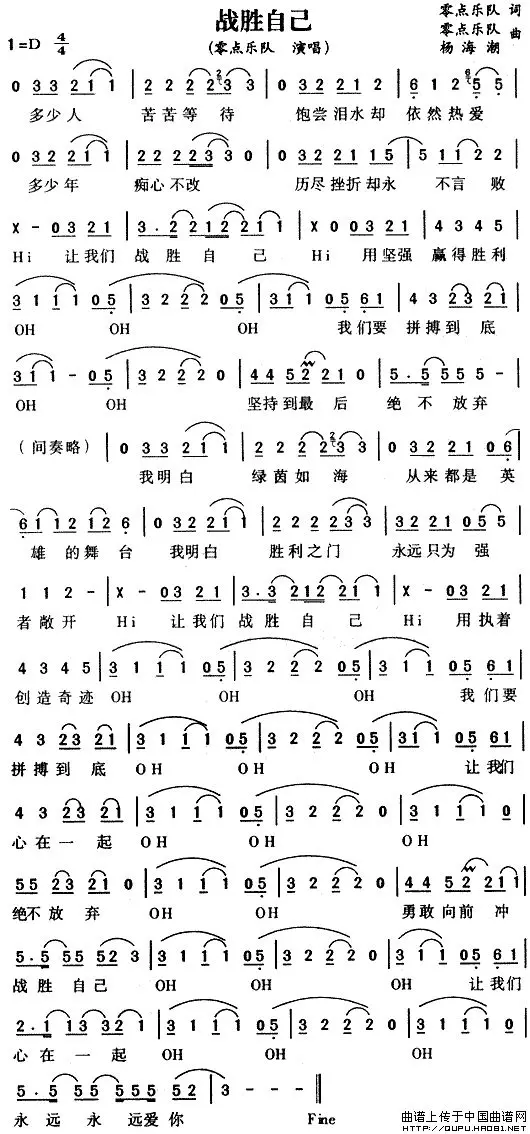 战胜自己
零点乐队 词
零点乐队 曲
杨海潮
1=D 4/4
(零点乐队 演唱)
0 3 3 2 1 1 | 2 2 2 2 3 3 | 0 3 2 2 1 2 | 6 1 2 5 5 |
多少人 苦苦等待 饱尝泪水却 依然热爱
0 3 2 2 1 1 | 2 2 2 2 3 3 0 | 0 3 2 2 1 1 5 | 5 1 1 2 2 |
多少年 痴心不改 历尽挫折却永 不言败
X - 0 3 2 1 | 3 · 2 2 1 2 2 1 1 | X 0 0 3 2 1 | 4 3 4 5 |
Hi 让我们 战胜自己 Hi 用坚强 赢得胜利
3 1 1 1 0 5 | 3 2 2 2 0 5 | 3 1 1 0 5 6 1 | 4 3 2 3 2 1 |
OH OH OH 我们要 拼搏到底
3 1 1 - 0 5 | 3 2 2 2 0 | 4 4 5 2 2 1 0 | 5 · 5 5 5 5 - |
OH OH 坚持到最后 绝不放弃
(间奏略) | 0 3 3 2 1 1 | 2 2 2 2 3 3 | 0 3 2 2 1 0 6 |
我明白 绿茵如海 从来都是英
6 1 1 2 1 2 6 | 0 3 2 2 1 1 | 2 2 2 2 3 3 | 3 2 1 0 5 5 |
雄的舞台 我明白 胜利之门 永远只为强
1 1 2 - | X - 0 3 2 1 | 3 · 3 2 1 2 2 1 1 | X - 0 3 2 1 |
者敞开 Hi 让我们 战胜自己 Hi 用执着
4 3 4 5 | 3 1 1 1 0 5 | 3 2 2 2 0 5 | 3 1 1 0 5 6 1 |
创造奇迹 OH OH OH 我们要
4 3 2 3 2 1 | 3 1 1 1 0 5 | 3 2 2 2 0 5 | 3 1 1 0 5 6 1 |
拼搏到底 OH OH OH 让我们
4 3 2 3 2 1 | 3 1 1 1 0 5 | 3 2 2 2 0 5 | 3 1 1 1 0 |
心在一起 OH OH OH
5 5 2 3 2 1 0 | 3 1 1 1 0 5 | 3 2 2 2 0 | 4 4 5 2 2 1 1 |
绝不放弃 OH OH 勇敢向前冲
5 · 5 5 5 5 2 3 | 3 1 1 1 0 5 | 3 2 2 2 0 5 | 3 1 1 0 5 6 1 |
战胜自己 OH OH OH 让我们
2 · 1 1 3 3 2 1 | 3 1 1 1 0 5 | 3 2 2 2 0 5 | 3 1 1 1 0 |
心在一起 OH OH OH
5 · 5 5 5 5 5 5 5 2 | 3 - - - ‖
永远永远爱你 Fine
曲谱上传于中国曲谱网
http://QUPU.HAO81.NET